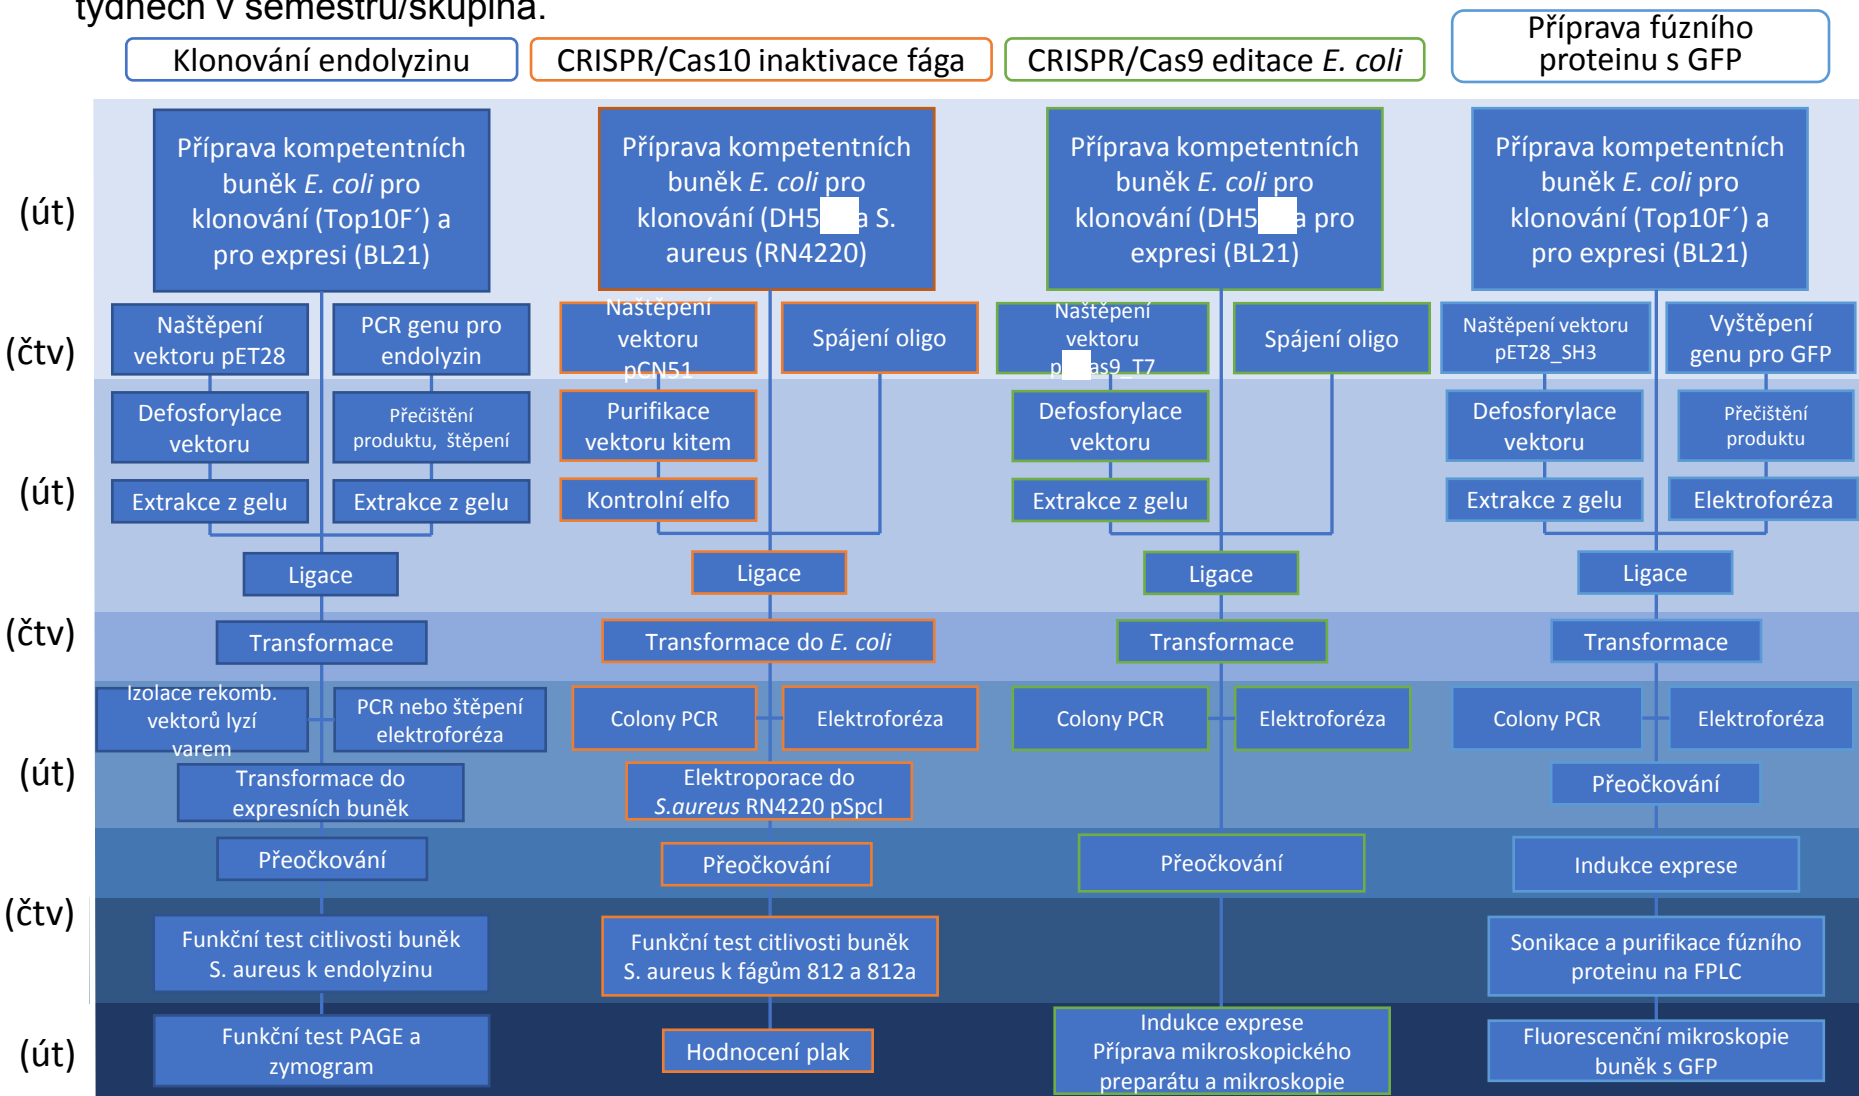 týdnech v semestru/skupina.
Klonování endolyzinu
CRISPR/Cas10 inaktivace fága
CRISPR/Cas9 editace E. coli
Příprava fúzního
proteinu s GFP
(út)
Příprava kompetentních
buněk E. coli pro
klonování (Top10F´) a
pro expresi (BL21)
Příprava kompetentních
buněk E. coli pro
klonování (DH5 a S.
aureus (RN4220)
Příprava kompetentních
buněk E. coli pro
klonování (DH5 a pro
expresi (BL21)
Příprava kompetentních
buněk E. coli pro
klonování (Top10F´) a
pro expresi (BL21)
(čtv)
Naštěpení
vektoru pET28
PCR genu pro
endolyzin
Naštěpení
vektoru
pCN51
Spájení oligo
Naštěpení
vektoru
p as9_T7
Spájení oligo
Naštěpení vektoru
pET28_SH3
Vyštěpení
genu pro GFP
(út)
Defosforylace
vektoru
Přečištění
produktu, štěpení
Purifikace
vektoru kitem
Defosforylace
vektoru
Defosforylace
vektoru
Přečištění
produktu
Extrakce z gelu
Extrakce z gelu
Kontrolní elfo
Extrakce z gelu
Extrakce z gelu
Elektroforéza
Ligace
Ligace
Ligace
Ligace
(čtv)
Transformace
Transformace do E. coli
Transformace
Transformace
(út)
Izolace rekomb.
vektorů lyzí
varem
PCR nebo štěpení
elektroforéza
Colony PCR
Elektroforéza
Colony PCR
Elektroforéza
Colony PCR
Elektroforéza
Transformace do
expresních buněk
Elektroporace do
S.aureus RN4220 pSpcI
Přeočkování
(čtv)
Přeočkování
Přeočkování
Přeočkování
Indukce exprese
Funkční test citlivosti buněk
S. aureus k endolyzinu
Funkční test citlivosti buněk
S. aureus k fágům 812 a 812a
Sonikace a purifikace fúzního
proteinu na FPLC
(út)
Funkční test PAGE a
zymogram
Hodnocení plak
Indukce exprese
Příprava mikroskopického
preparátu a mikroskopie
Fluorescenční mikroskopie
buněk s GFP